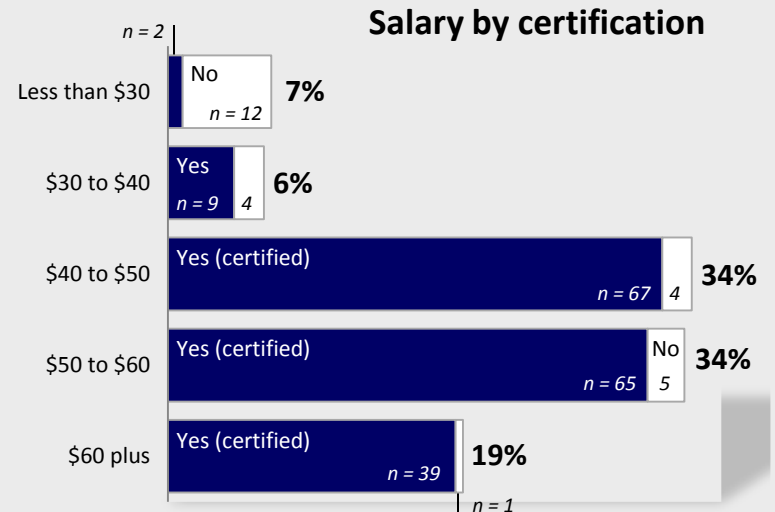 Salary by certification
n = 2
Less than $30 No 7%
n = 12
$30 to $40 Yes 6%
n = 9 4
$40 to $50 Yes (certified) 34%
n = 67 4
$50 to $60 Yes (certified) No 34%
n = 65 5
$60 plus Yes (certified) 19%
n = 39
n = 1